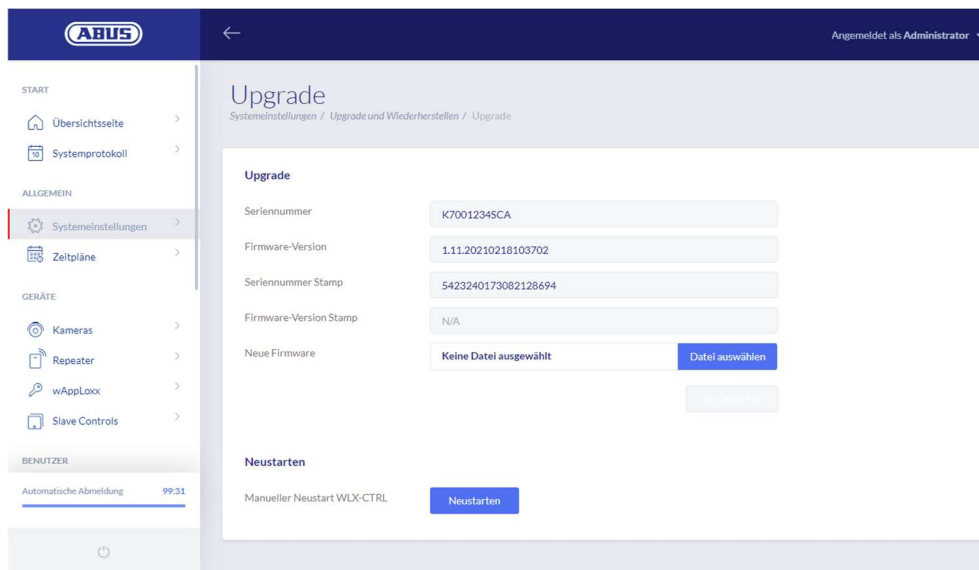 ABUS
Angemeldet als Administrator
START
Übersichtsseite
10
Systemprotokoll
ALLGEMEIN
Systemeinstellungen
Zeitpläne
GERÄTE
Kameras
Repeater
wAppLoxx
Slave Controls
BENUTZER
Automatische Abmeldung 99:31
Upgrade
Systemeinstellungen / Upgrade und Wiederherstellen / Upgrade
Upgrade
Seriennummer K7001234SCA
Firmware-Version 1.11.20210218103702
Seriennummer Stamp 5423240173082128694
Firmware-Version Stamp N/A
Neue Firmware Keine Datei ausgewählt Datei auswählen
Neustarten
Manueller Neustart WLX-CTRL Neustarten